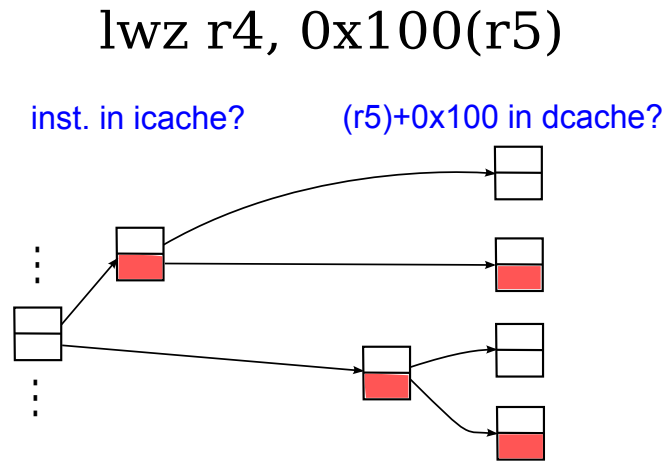 lwz r4, 0x100(r5)
inst. in icache?
(r5)+0x100 in dcache?